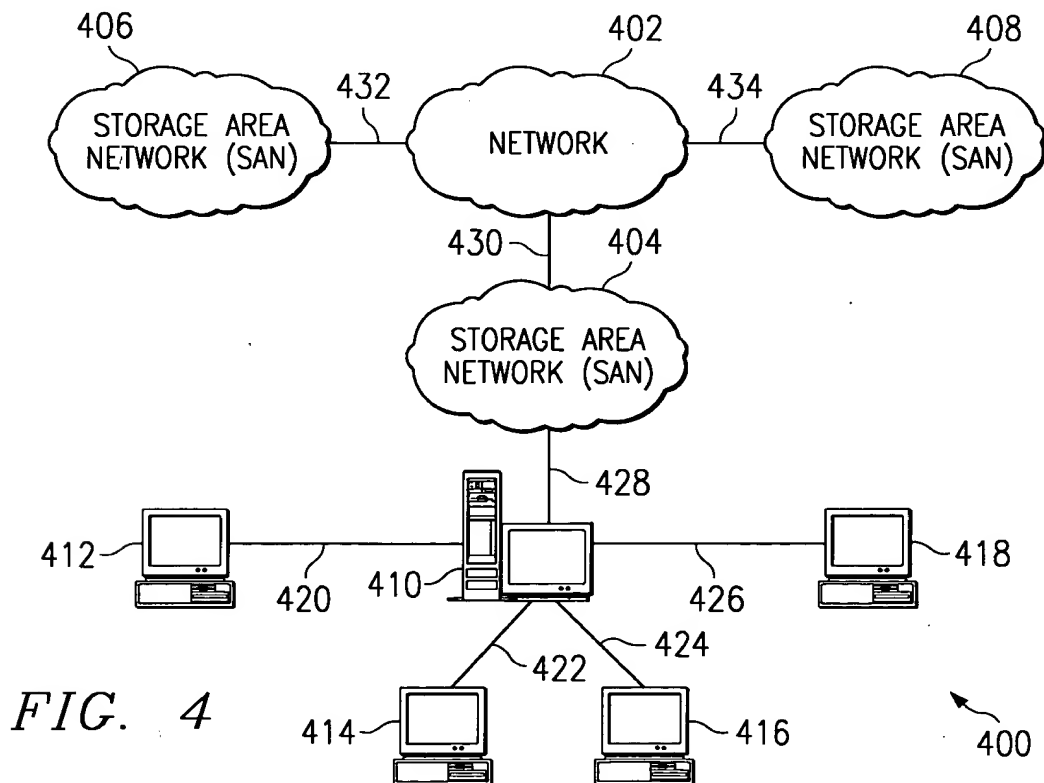 406
402
408
432
434
STORAGE AREA
NETWORK (SAN)
NETWORK
STORAGE AREA
NETWORK (SAN)
430
404
STORAGE AREA
NETWORK (SAN)
428
412
420
410
426
418
422
424
414
416
FIG. 4
400